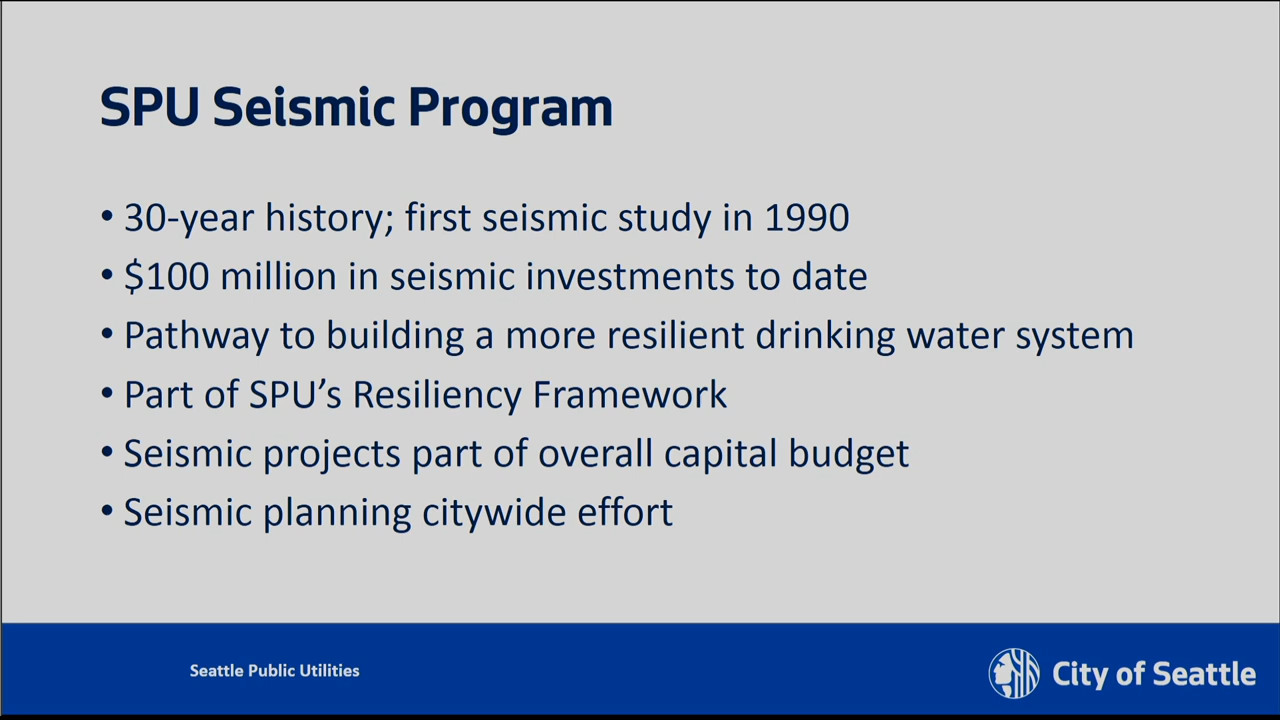 SPU Seismic Program
• 30-year history; first seismic study in 1990
• $100 million in seismic investments to date
• Pathway to building a more resilient drinking water system
• Part of SPU’s Resiliency Framework
• Seismic projects part of overall capital budget
• Seismic planning citywide effort
Seattle Public Utilities
City of Seattle